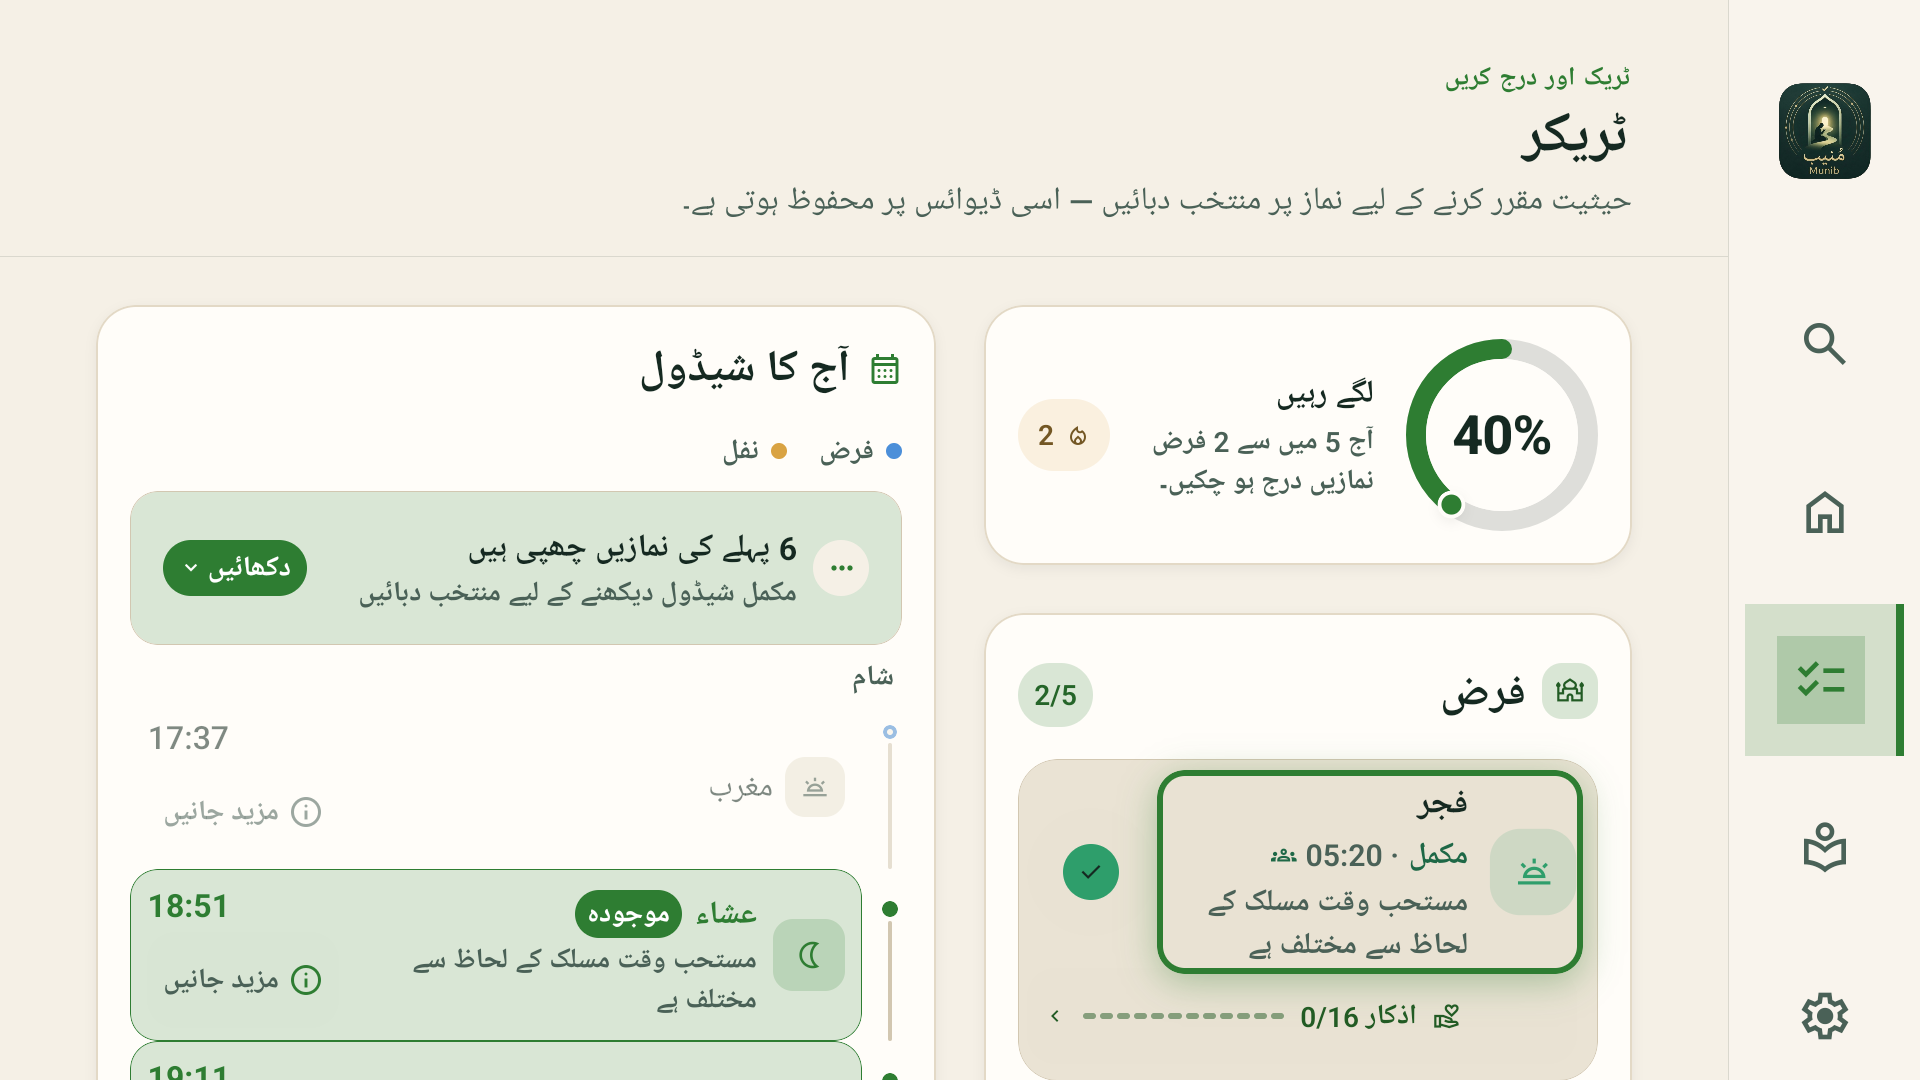 مُنیب
Munib
ٹریک اور درج کریں
ٹریکر
حیثیت مقرر کرنے کے لیے نماز پر منتخب دبائیں — اسی ڈیوائس پر محفوظ ہوتی ہے۔
40%
لگے رہیں
آج 5 میں سے 2 فرض
نمازیں درج ہو چکیں۔
2
فرض
2/5
فجر
مکمل · 05:20
مستحب وقت مسلک کے
لحاظ سے مختلف ہے
اذکار 0/16
آج کا شیڈول
فرض
نفل
6 پہلے کی نمازیں چھپی ہیں
مکمل شیڈول دیکھنے کے لیے منتخب دبائیں
دکھائیں
شام
17:37
مغرب
مزید جانیں
عشاء موجودہ
18:51
مستحب وقت مسلک کے لحاظ سے
مختلف ہے
مزید جانیں
19:11